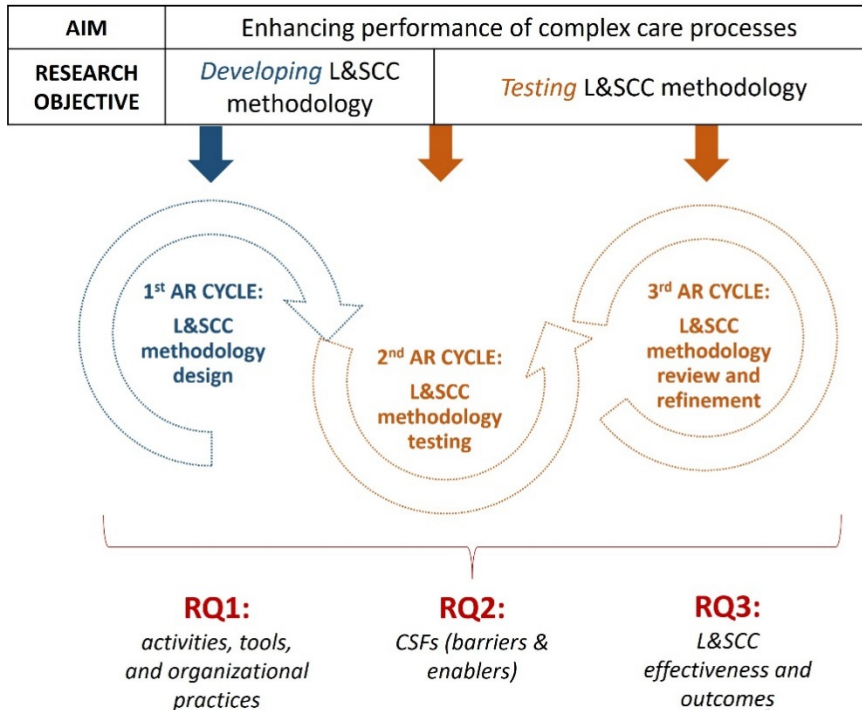 AIM
Enhancing performance of complex care processes
RESEARCH
OBJECTIVE
Developing L&SCC
methodology
Testing L&SCC methodology
1st AR CYCLE:
L&SCC
methodology
design
2nd AR CYCLE:
L&SCC
methodology
testing
3rd AR CYCLE:
L&SCC
methodology
review and
refinement
RQ1:
activities, tools,
and organizational
practices
RQ2:
CSFs (barriers &
enablers)
RQ3:
L&SCC
effectiveness and
outcomes